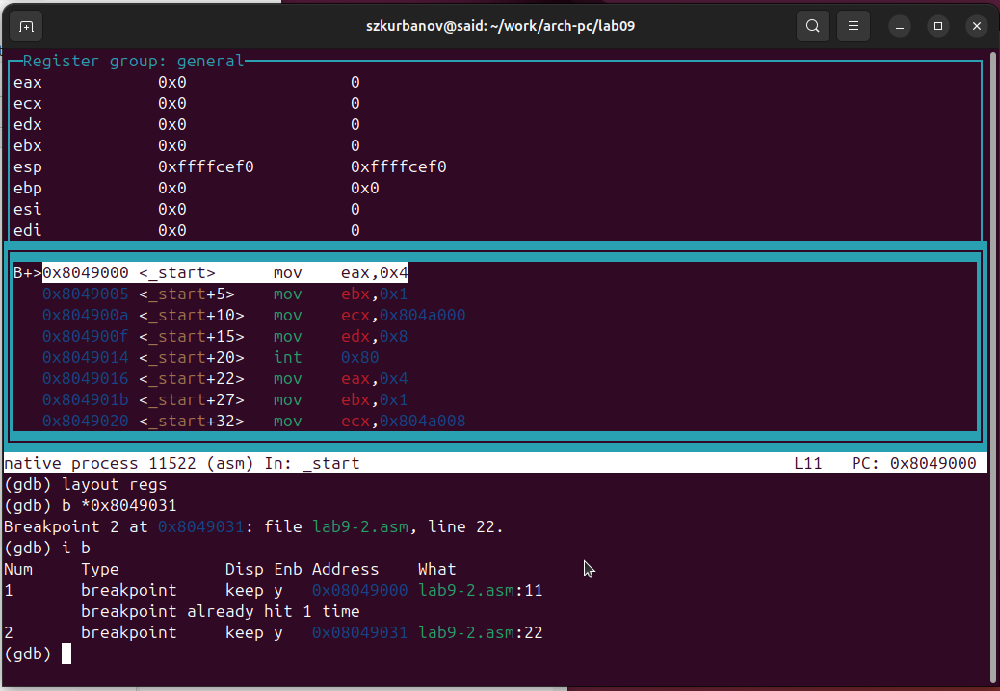 szkurbanov@said: ~/work/arch-pc/lab09
Register group: general
eax 0x0 0
ecx 0x0 0
edx 0x0 0
ebx 0x0 0
esp 0xffffcef0 0xffffcef0
ebp 0x0 0x0
esi 0x0 0
edi 0x0 0
B+>0x8049000 <_start> mov eax,0x4
0x8049005 <_start+5> mov ebx,0x1
0x804900a <_start+10> mov ecx,0x804a000
0x804900f <_start+15> mov edx,0x8
0x8049014 <_start+20> int 0x80
0x8049016 <_start+22> mov eax,0x4
0x804901b <_start+27> mov ebx,0x1
0x8049020 <_start+32> mov ecx,0x804a008
native process 11522 (asm) In: _start L11 PC: 0x8049000
(gdb) layout regs
(gdb) b *0x8049031
Breakpoint 2 at 0x8049031: file lab9-2.asm, line 22.
(gdb) i b
Num Type Disp Enb Address What
1 breakpoint keep y 0x08049000 lab9-2.asm:11
breakpoint already hit 1 time
2 breakpoint keep y 0x08049031 lab9-2.asm:22
(gdb)